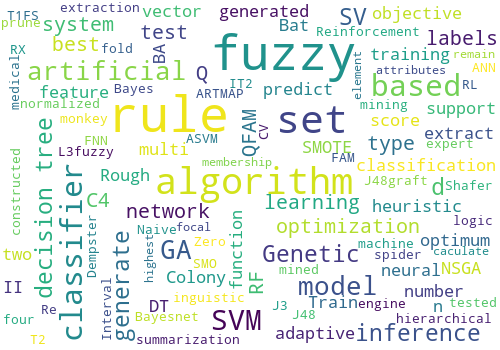 T1FS extraction vector generated SV objective
prune system Bat Reinforcement labels
RX fold best test BA fuzzy training
medical artificial Q IT2 predict element based remain ANN
normalized feature Bayes ARTMAP attributes RL
monkey rule QFAM cv set mining support
FNN ASVM SMOTE score expert
L3fuzzy multi FAM type extract
constructed decision tree classifier Rough membership classification
C4 algorithm d J48graft Shafer
Dempster generate network learning heuristic logic
two Naive focal function optimization machine optimum caculate
II highest GA Zero RF Genetic spider neural NSGA
Interval Colony SMO mined model number n
Re DT inguistic Train engine hierarchical tested
four Bayesnet SVM J3 J48 adaptive inference
T2 summarization